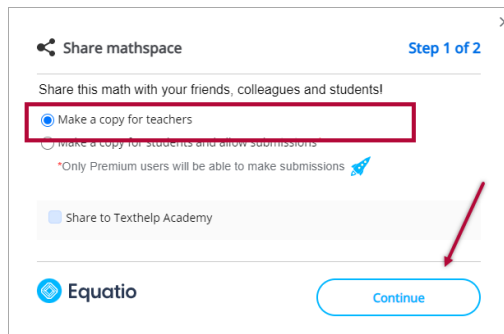 Share mathspace
Step 1 of 2
Share this math with your friends, colleagues and students!
Make a copy for teachers
Make a copy for students and allow submissions*
*Only Premium users will be able to make submissions
Share to Texthelp Academy
Equatio
Continue